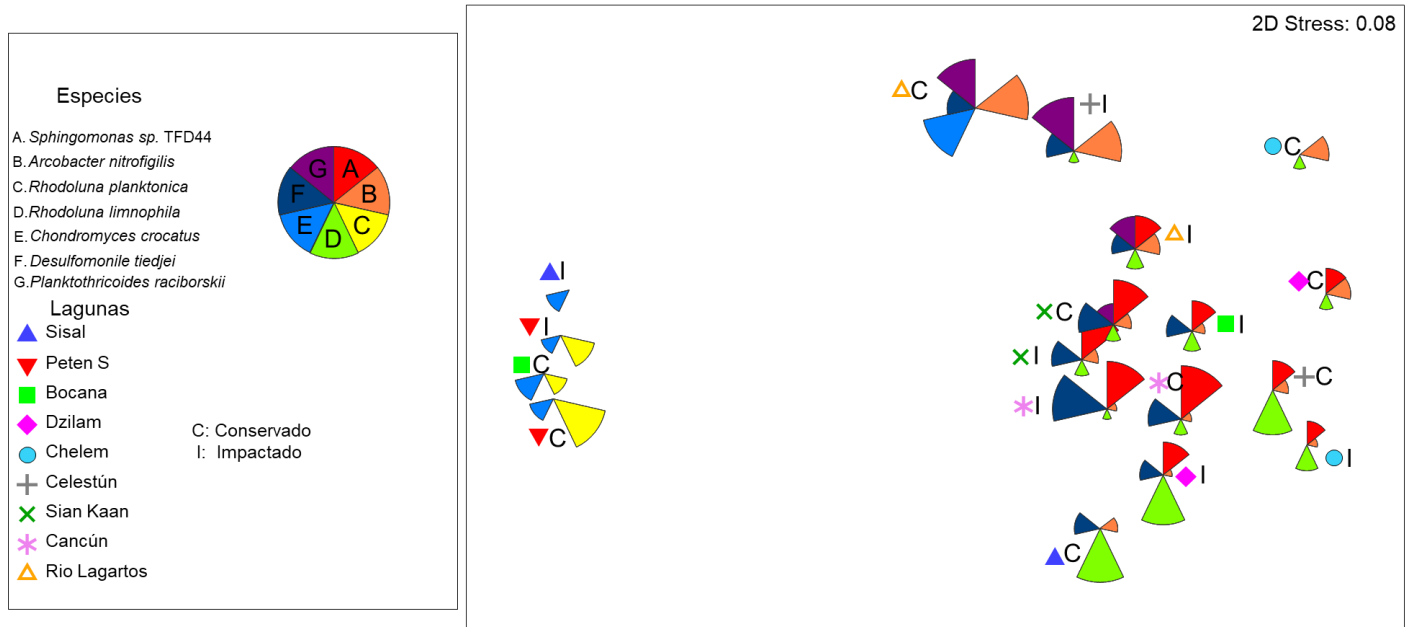 2D Stress: 0.08
Especies
A. Sphingomonas sp. TFD44
B. Arcobacter nitrofigilis
C. Rhodoluna planktonica
D. Rhodoluna limnophila
E. Chondromyces crocatus
F. Desulfomonile tiedjei
G. Planktothricoides raciborskii
G A
F B
E C
D
Lagunas
Sisal
Peten S
Bocana
Dzilam
Chelem
Celestún
Sian Kaan
Cancún
Rio Lagartos
C: Conservado
I: Impactado
C
I
C
I
I
C
I
C
I
C
I
C
I
C
C
I
I
C